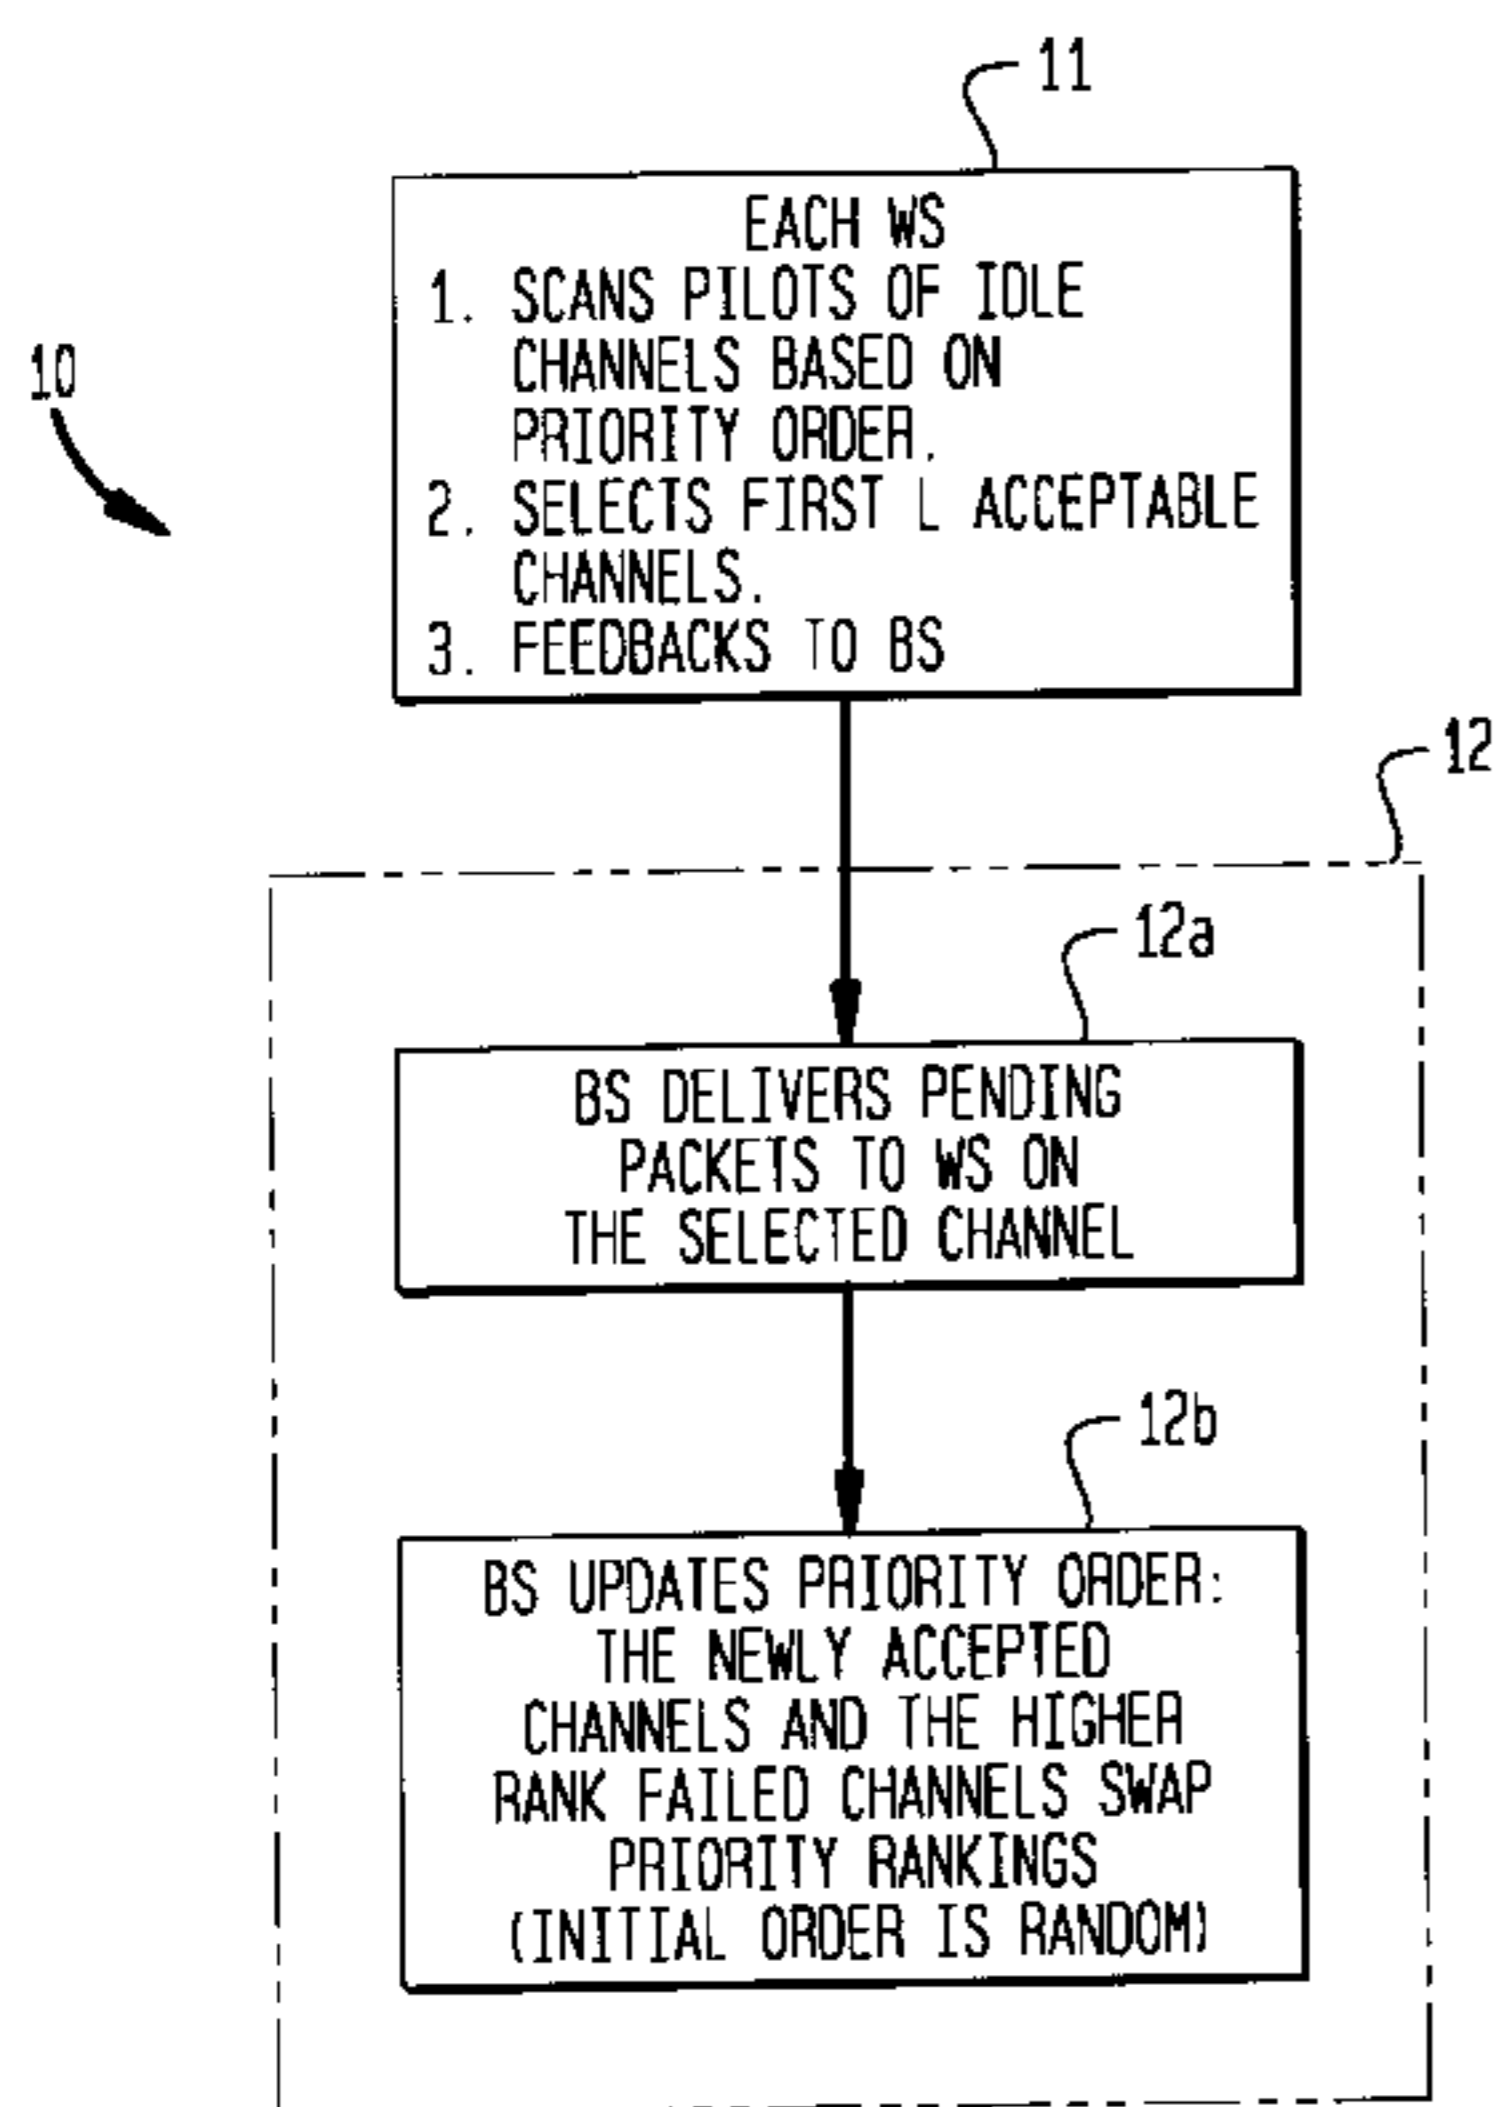 11
EACH WS
1. SCANS PILOTS OF IDLE
CHANNELS BASED ON
PRIORITY ORDER.
2. SELECTS FIRST L ACCEPTABLE
CHANNELS.
3. FEEDBACKS TO BS
10
12
12a
BS DELIVERS PENDING
PACKETS TO WS ON
THE SELECTED CHANNEL
12b
BS UPDATES PRIORITY ORDER:
THE NEWLY ACCEPTED
CHANNELS AND THE HIGHER
RANK FAILED CHANNELS SWAP
PRIORITY RANKINGS
(INITIAL ORDER IS RANDOM)